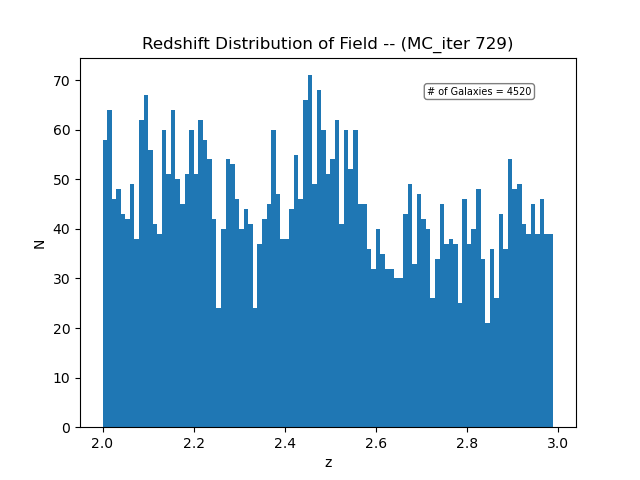 Redshift Distribution of Field -- (MC_iter 729)
# of Galaxies = 4520
N
70
60
50
40
30
20
10
0
2.0 2.2 2.4 2.6 2.8 3.0
z